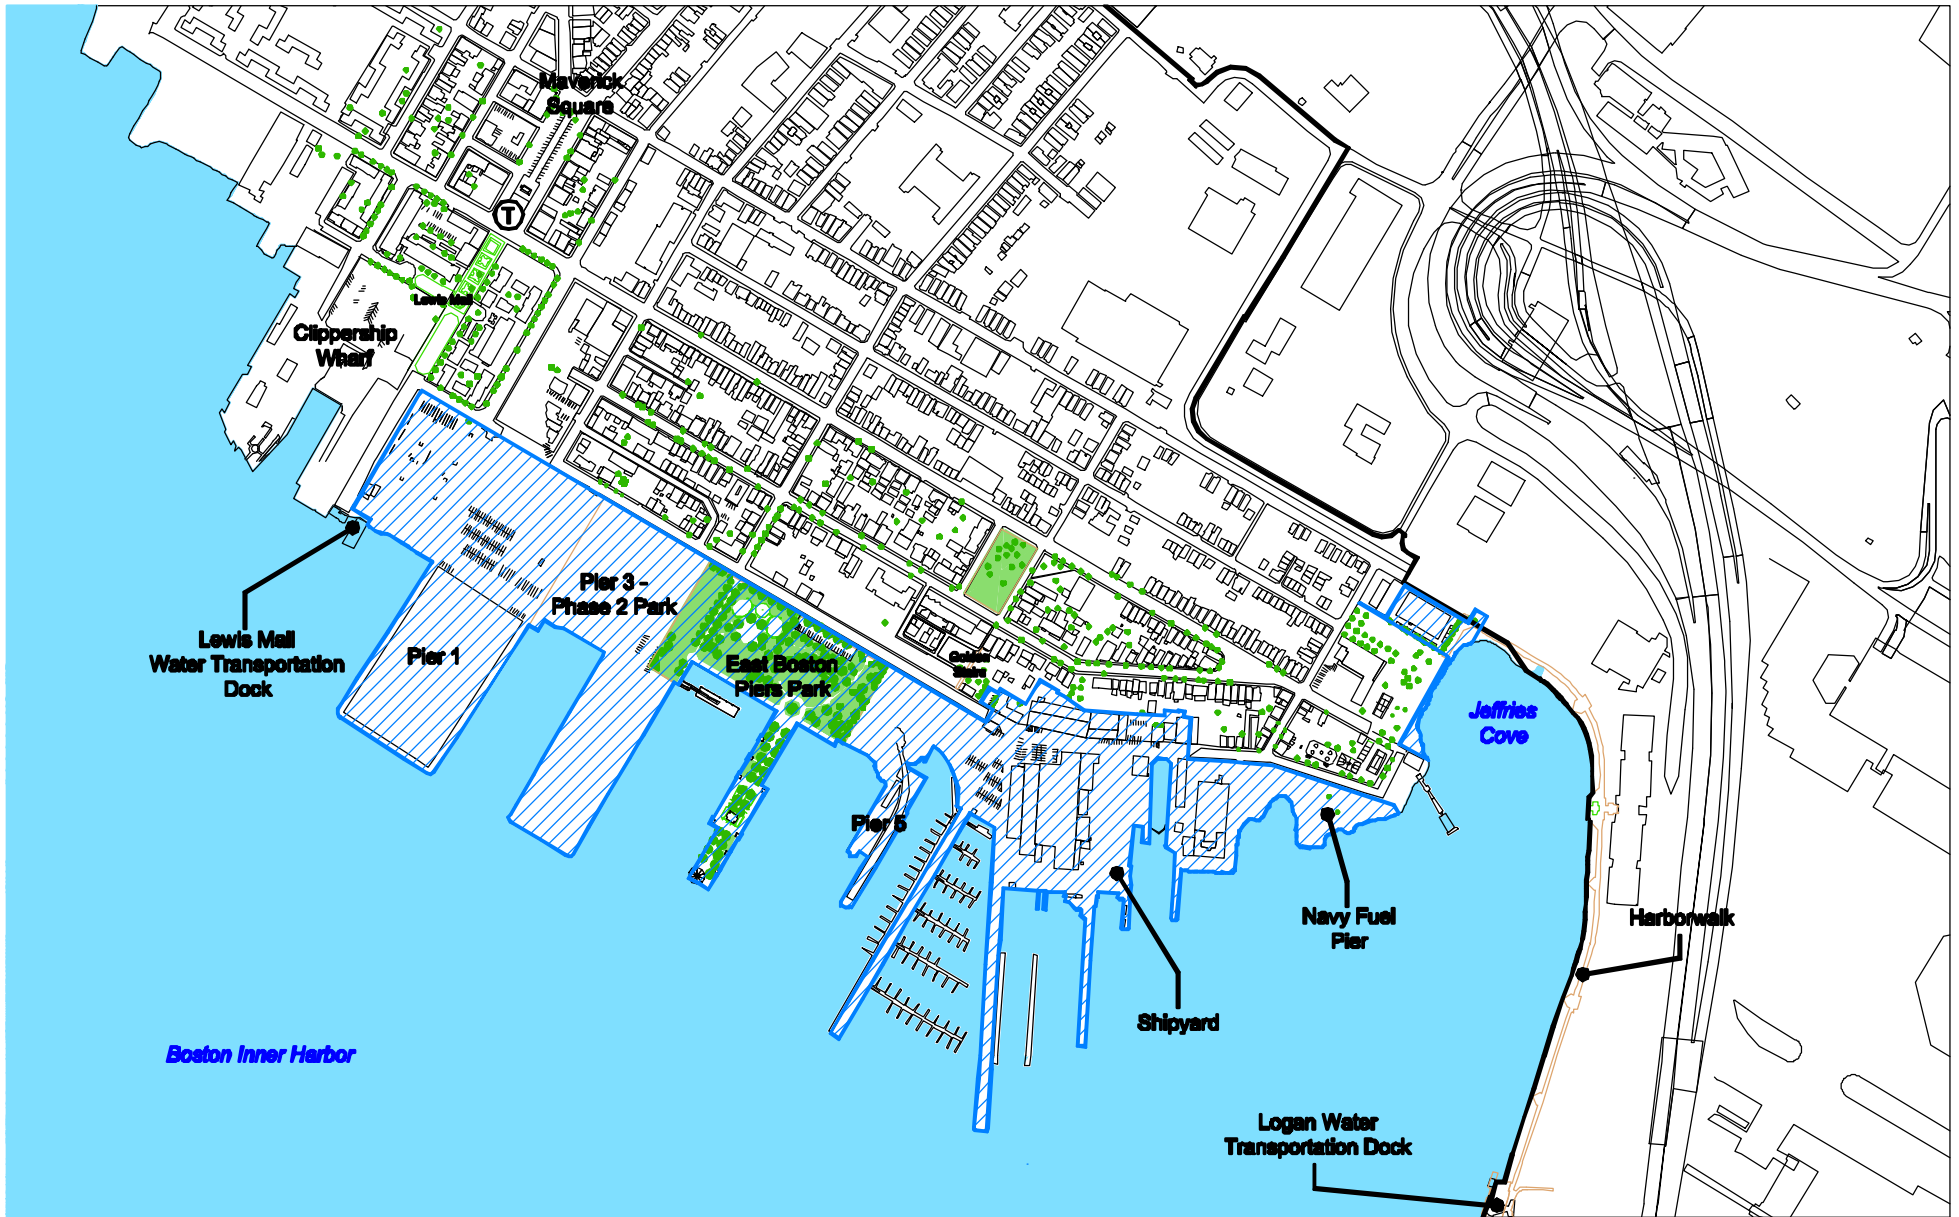 Maverick
Square
T
Lewis Mall
Clippership
Wharf
Pier 3 -
Phase 2 Park
Lewis Mall
Water Transportation
Dock
Pier 1
East Boston
Piers Park
Golden
Stairs
Jeffries
Cove
Pier 5
Navy Fuel
Pier
Harborwalk
Shipyard
Boston Inner Harbor
Logan Water
Transportation Dock